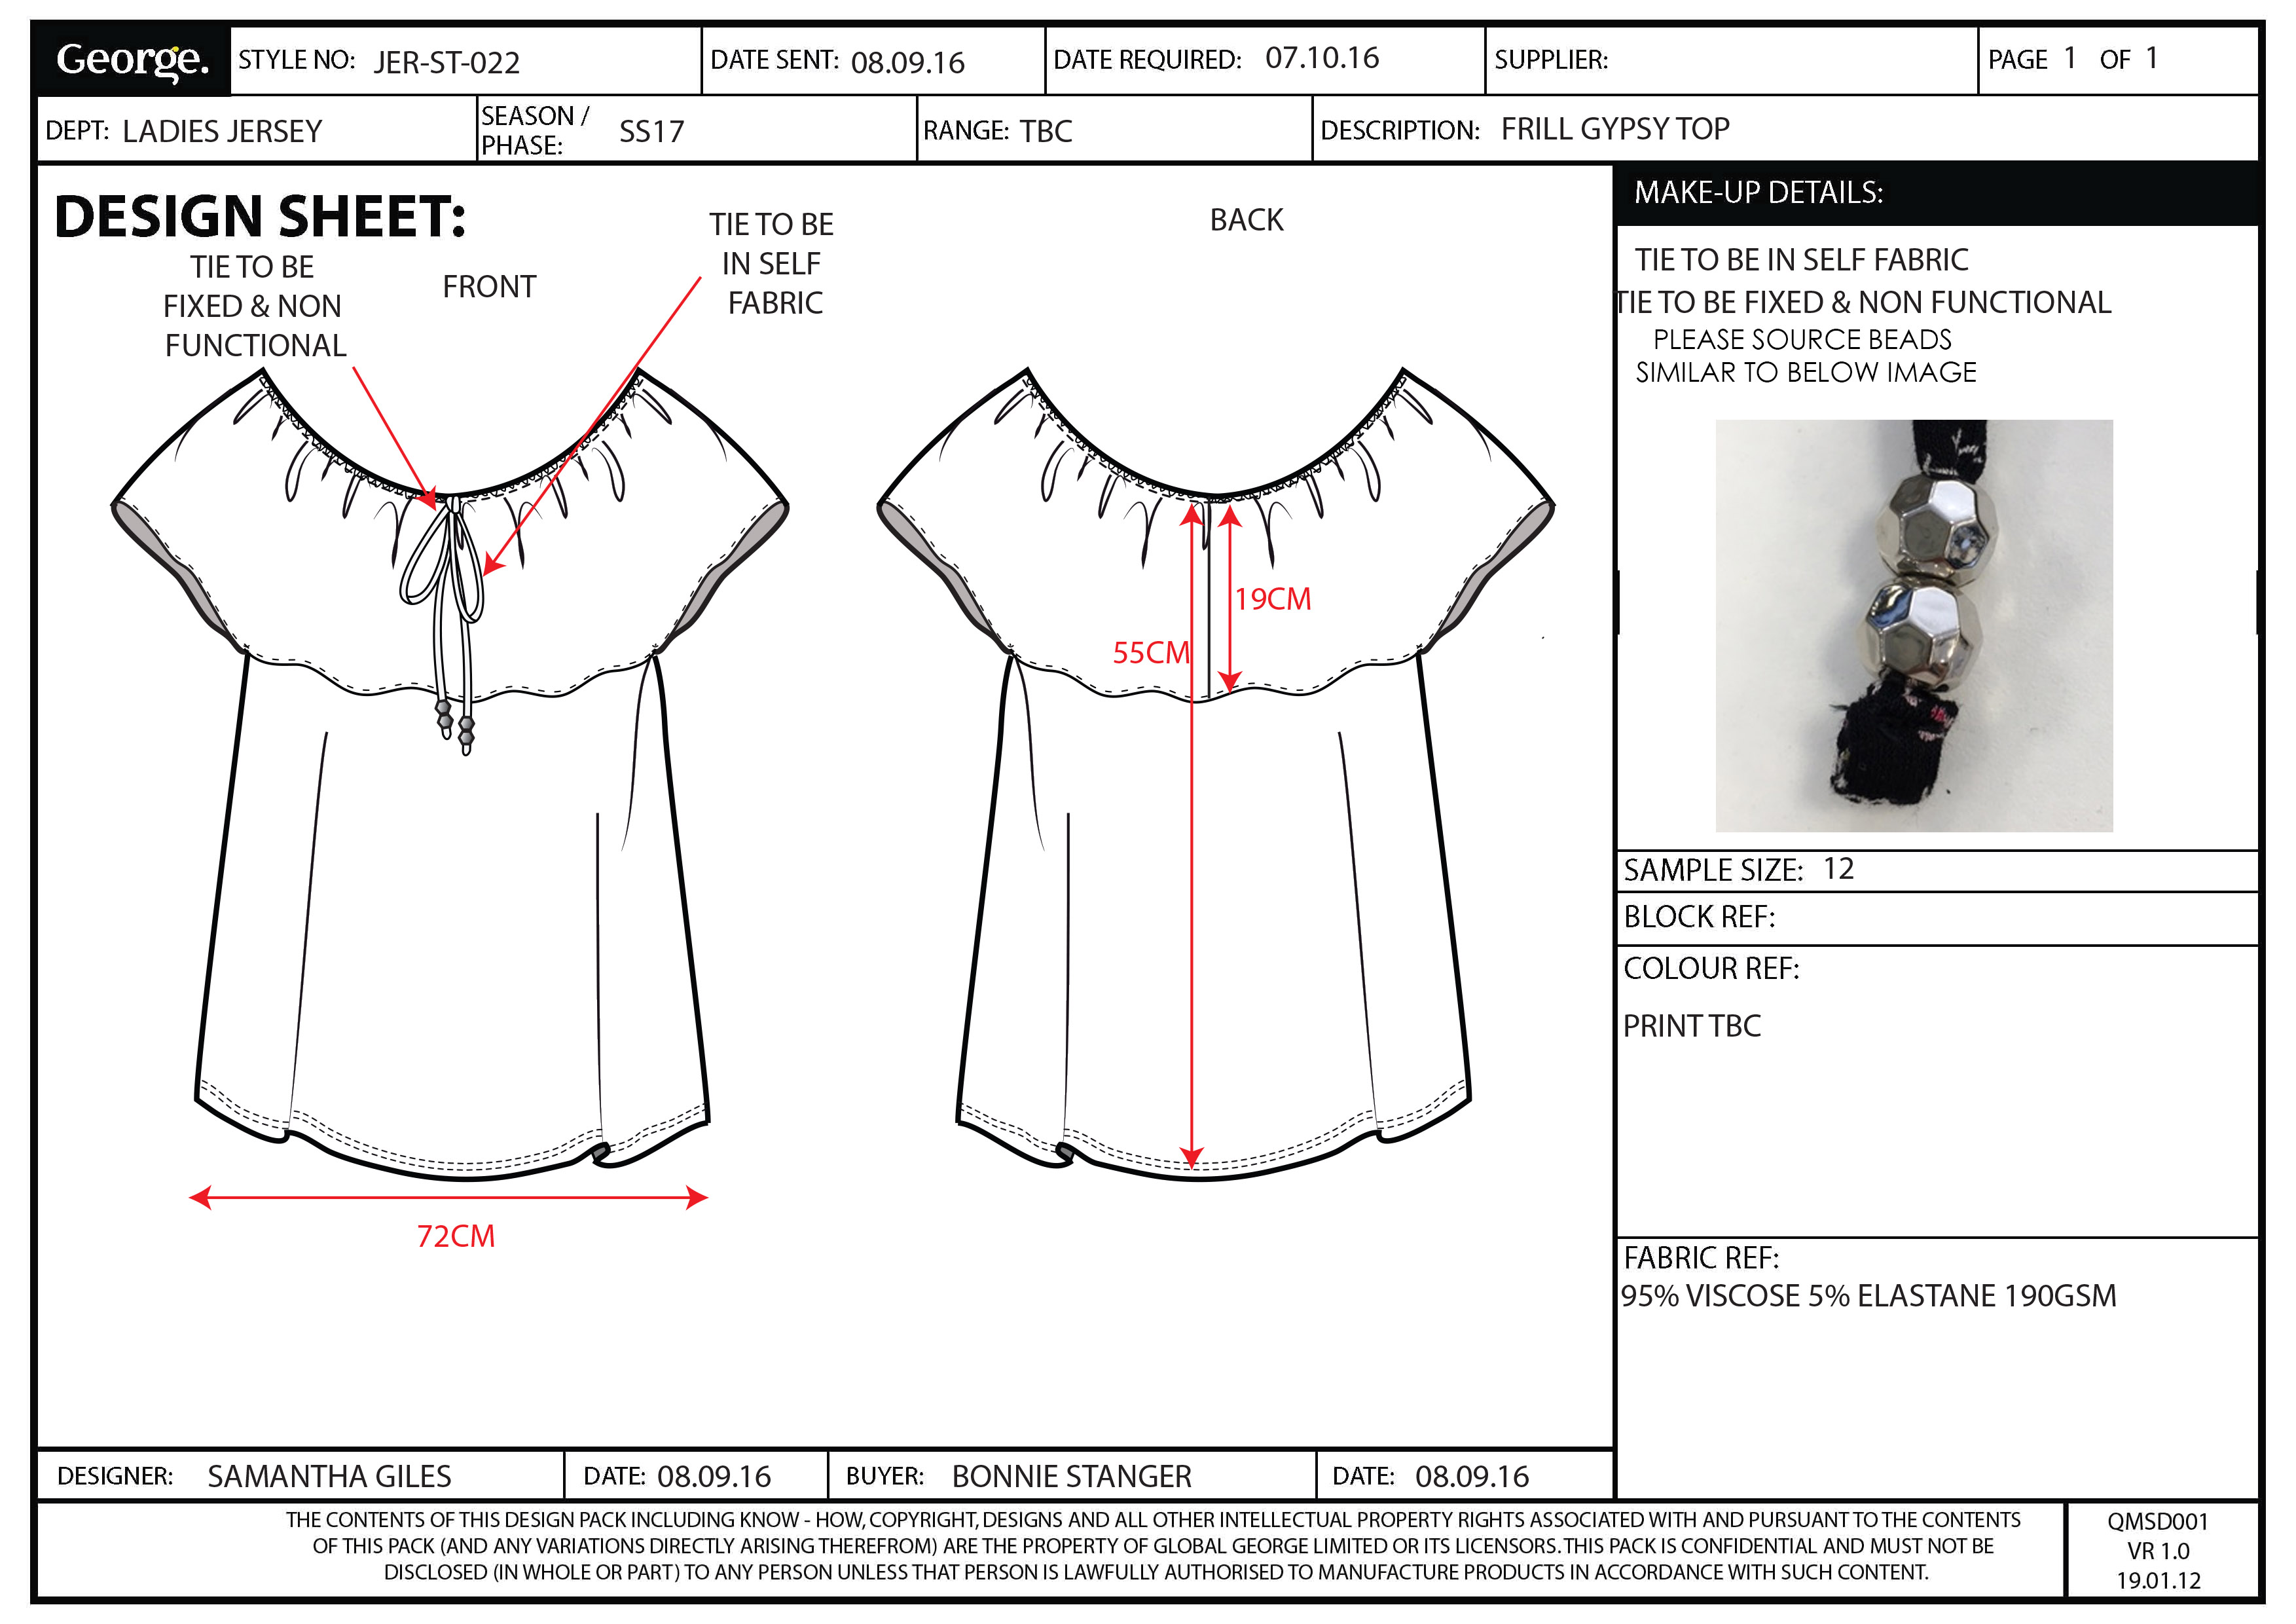 George.
STYLE NO: JER-ST-022
DATE SENT: 08.09.16
DATE REQUIRED: 07.10.16
SUPPLIER:
PAGE 1 OF 1
DEPT: LADIES JERSEY
SEASON /
PHASE: SS17
RANGE: TBC
DESCRIPTION: FRILL GYPSY TOP
DESIGN SHEET:
TIE TO BE
FIXED & NON
FUNCTIONAL
FRONT
TIE TO BE
IN SELF
FABRIC
BACK
19CM
55CM
72CM
MAKE-UP DETAILS:
TIE TO BE IN SELF FABRIC
TIE TO BE FIXED & NON FUNCTIONAL
PLEASE SOURCE BEADS
SIMILAR TO BELOW IMAGE
SAMPLE SIZE: 12
BLOCK REF:
COLOUR REF:
PRINT TBC
FABRIC REF:
95% VISCOSE 5% ELASTANE 190GSM
DESIGNER: SAMANTHA GILES
DATE: 08.09.16
BUYER: BONNIE STANGER
DATE: 08.09.16
THE CONTENTS OF THIS DESIGN PACK INCLUDING KNOW - HOW, COPYRIGHT, DESIGNS AND ALL OTHER INTELLECTUAL PROPERTY RIGHTS ASSOCIATED WITH AND PURSUANT TO THE CONTENTS
OF THIS PACK (AND ANY VARIATIONS DIRECTLY ARISING THEREFROM) ARE THE PROPERTY OF GLOBAL GEORGE LIMITED OR ITS LICENSORS. THIS PACK IS CONFIDENTIAL AND MUST NOT BE
DISCLOSED (IN WHOLE OR PART) TO ANY PERSON UNLESS THAT PERSON IS LAWFULLY AUTHORISED TO MANUFACTURE PRODUCTS IN ACCORDANCE WITH SUCH CONTENT.
QMSD001
VR 1.0
19.01.12